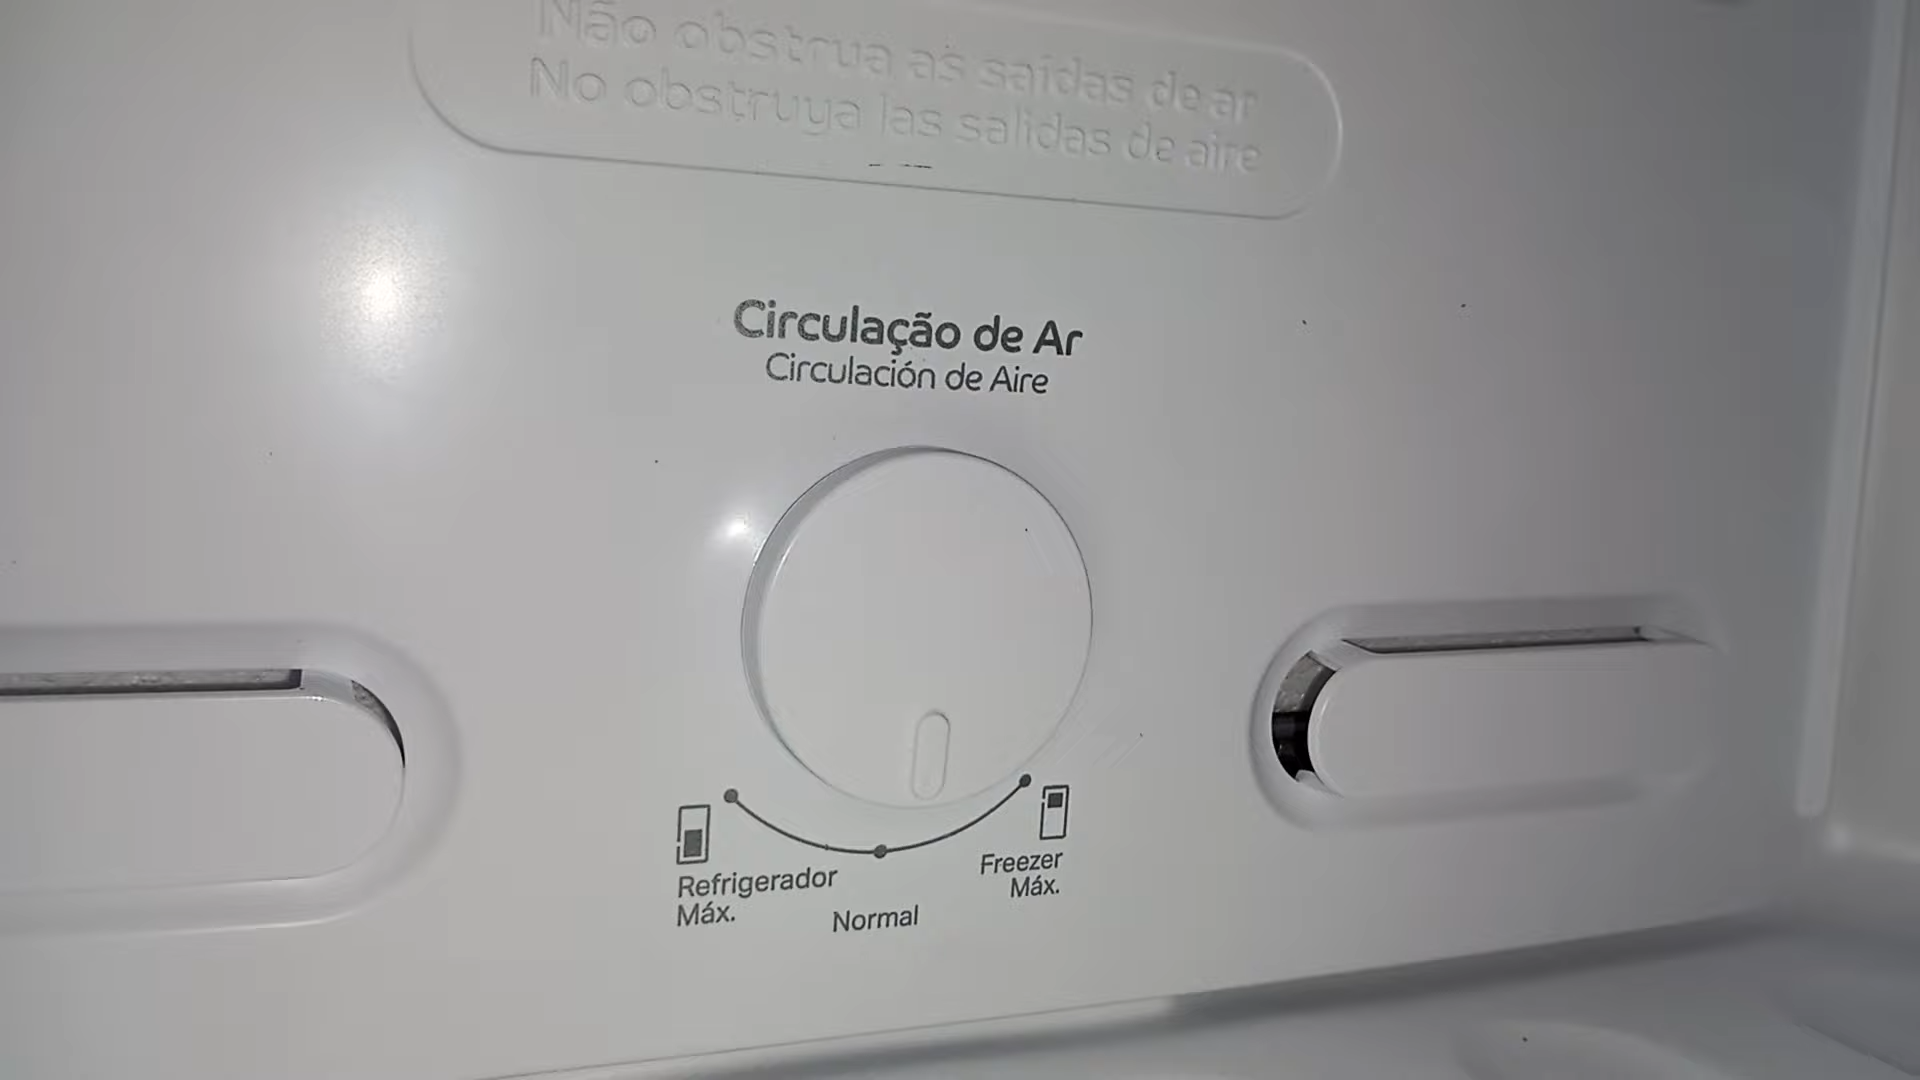 Não obstrua as saídas de ar
No obstruya las salidas de aire
Circulação de Ar
Circulación de Aire
Refrigerador
Máx.
Normal
Freezer
Máx.